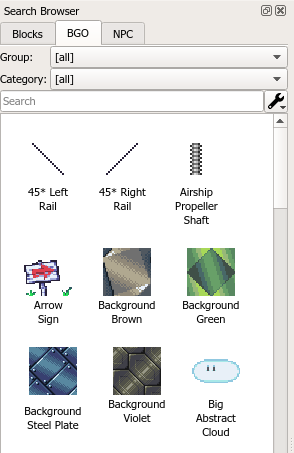 Search Browser
Blocks BGO NPC
Group: [all]
Category: [all]
Search
45* Left
Rail
45* Right
Rail
Airship
Propeller
Shaft
Arrow
Sign
Background
Brown
Background
Green
Background
Steel Plate
Background
Violet
Big
Abstract
Cloud